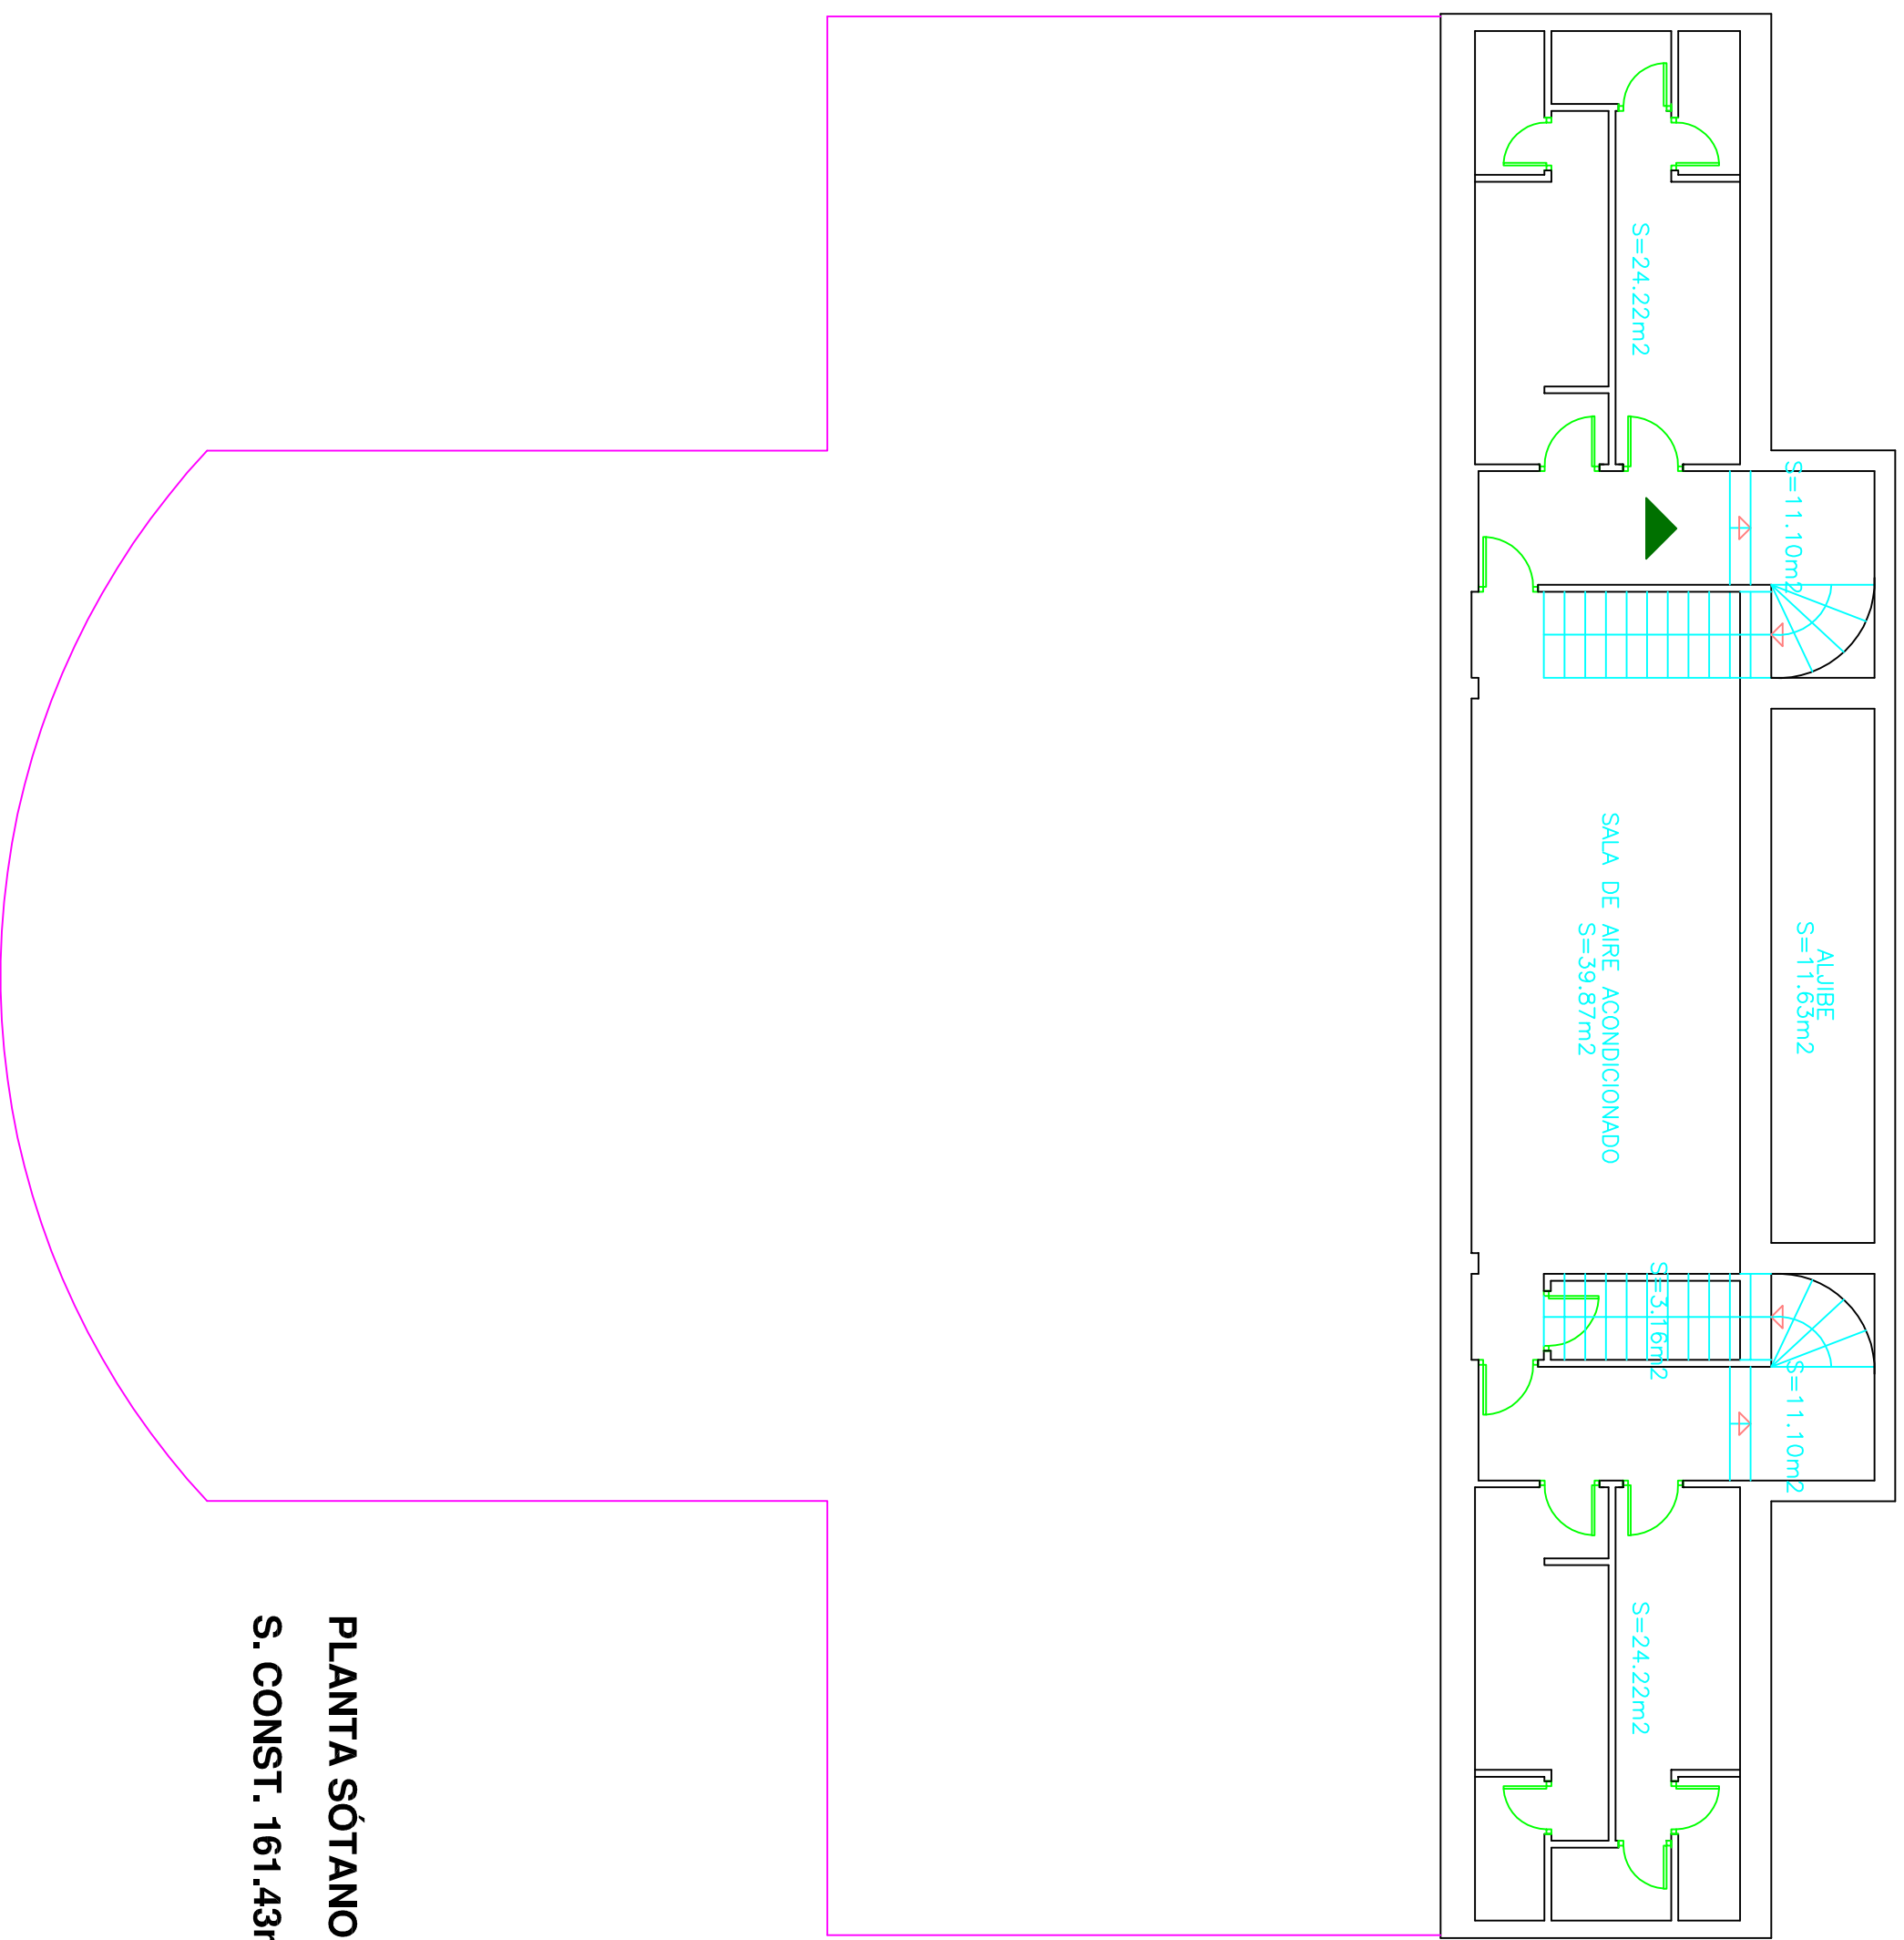 S=24.22m2
S=11.10m2
ALJIBE
S=11.63m2
SALA DE AIRE ACONDICIONADO
S=39.87m2
S=3.16m2
S=11.10m2
S=24.22m2
PLANTA SÓTANO
S. CONST. 161.43